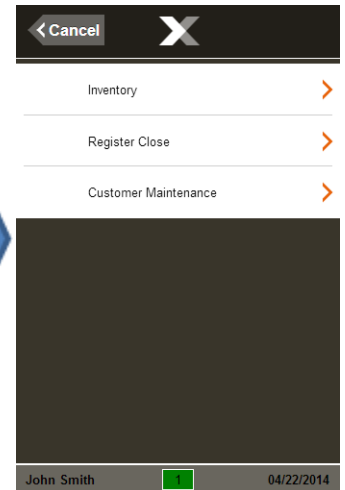 Cancel
Inventory
Register Close
Customer Maintenance
John Smith 1 04/22/2014